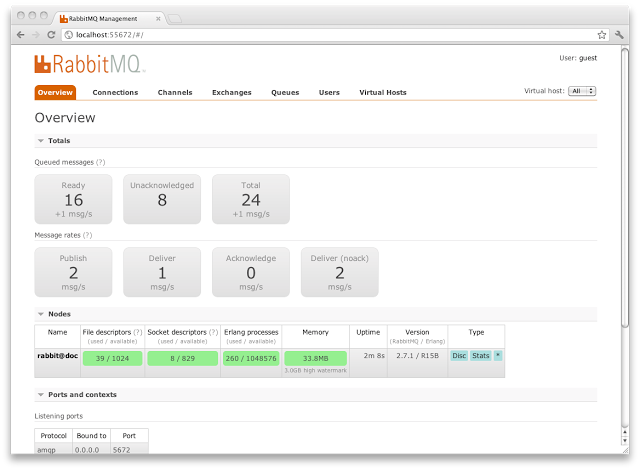 RabbitMQ Management
localhost:55672/#/
RabbitMQ™
User: guest
Overview Connections Channels Exchanges Queues Users Virtual Hosts Virtual host: All
Overview
Totals
Queued messages (?)
Ready Unacknowledged Total
16 8 24
+1 msg/s +1 msg/s
Message rates (?)
Publish Deliver Acknowledge Deliver (noack)
2 1 0 2
msg/s msg/s msg/s msg/s
Nodes
Name File descriptors (?) Socket descriptors (?) Erlang processes Memory Uptime Version Type
(used / available) (used / available) (used / available) (RabbitMQ / Erlang)
rabbit@doc 39 / 1024 8 / 829 260 / 1048576 33.8MB 2m 8s 2.7.1 / R15B Disc Stats *
3.0GB high watermark
Ports and contexts
Listening ports
Protocol Bound to Port
amqp 0.0.0.0 5672